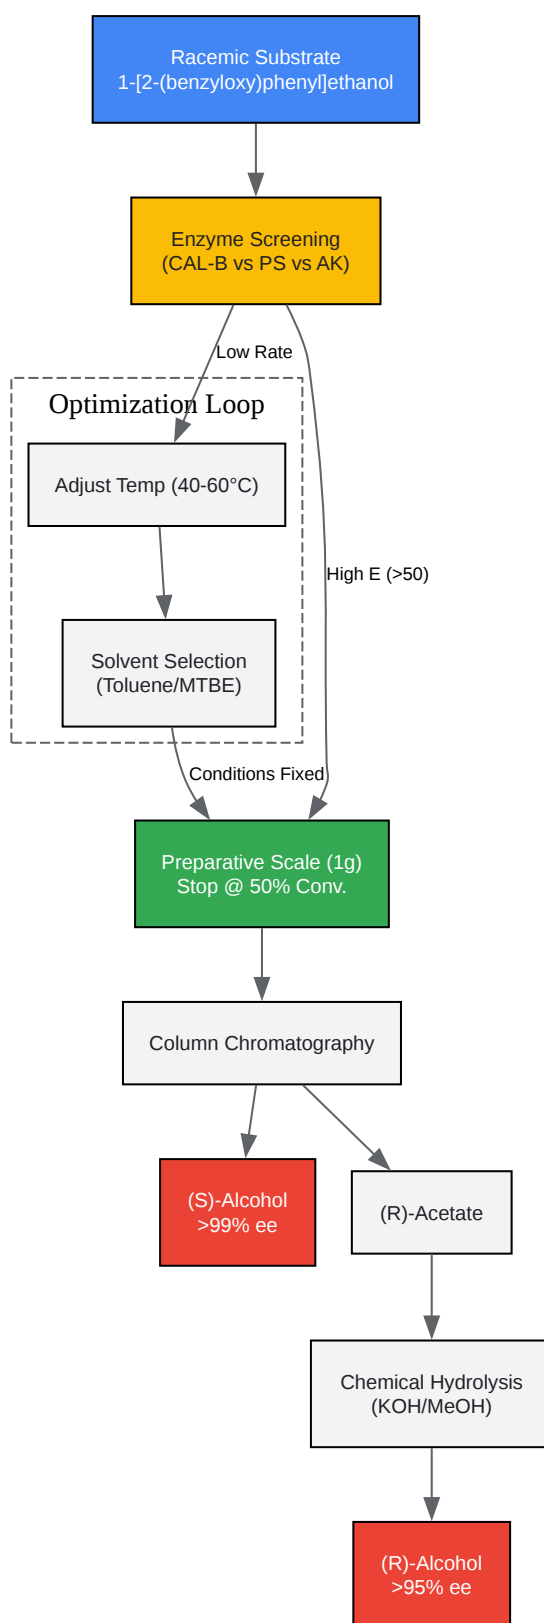 Racemic Substrate
1-[2-(benzyloxy)phenyl]ethanol
Enzyme Screening
(CAL-B vs PS vs AK)
Low Rate
Optimization Loop
Adjust Temp (40-60°C)
High E (>50)
Solvent Selection
(Toluene/MTBE)
Conditions Fixed
Preparative Scale (1g)
Stop @ 50% Conv.
Column Chromatography
(S)-Alcohol
>99% ee
(R)-Acetate
Chemical Hydrolysis
(KOH/MeOH)
(R)-Alcohol
>95% ee